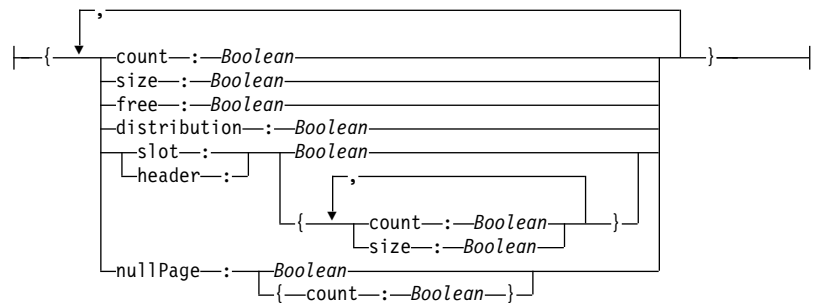 ,
{ count : Boolean }
size : Boolean
free : Boolean
distribution : Boolean
slot : Boolean
header :
,
{ count : Boolean }
size : Boolean
nullPage : Boolean
{ count : Boolean }